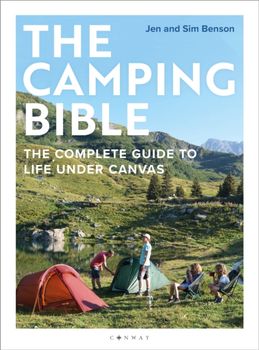 Jen and Sim Benson
THE
CAMPING
BIBLE
THE COMPLETE GUIDE TO
LIFE UNDER CANVAS
CONWAY